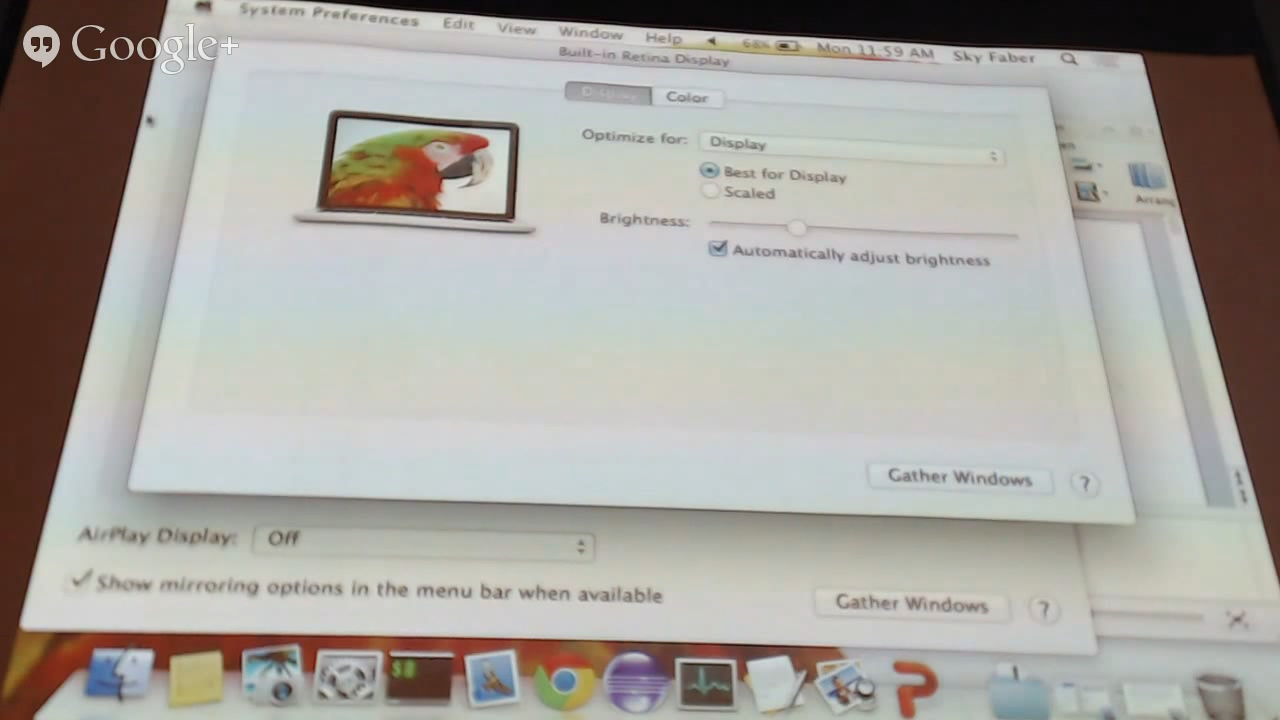 Google+
System Preferences Edit View Window Help 68% Mon 11:59 AM Sky Faber
Built-in Retina Display
Display Color
Optimize for: Display
Best for Display
Scaled
Brightness:
Automatically adjust brightness
Arrang
Gather Windows ?
AirPlay Display: Off
Show mirroring options in the menu bar when available
Gather Windows ?